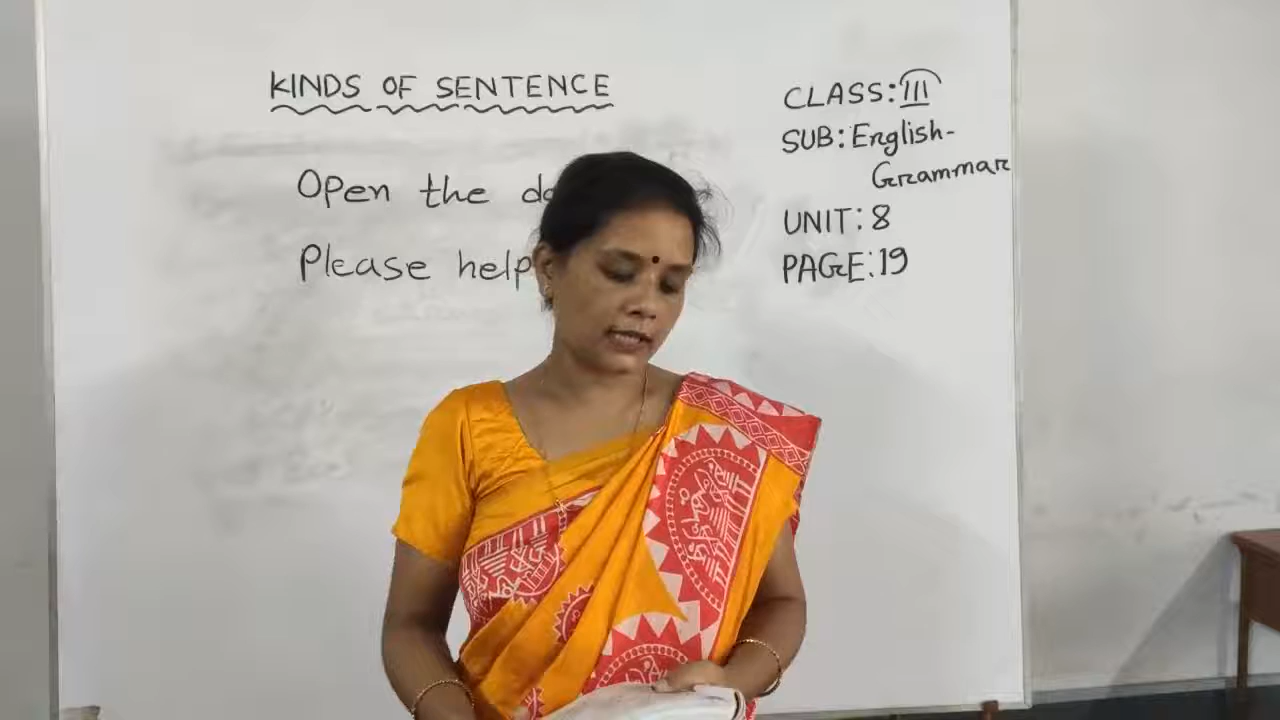 KINDS OF SENTENCE
Open the
Please help
CLASS: III
SUB: English-
Grammar
UNIT: 8
PAGE: 19